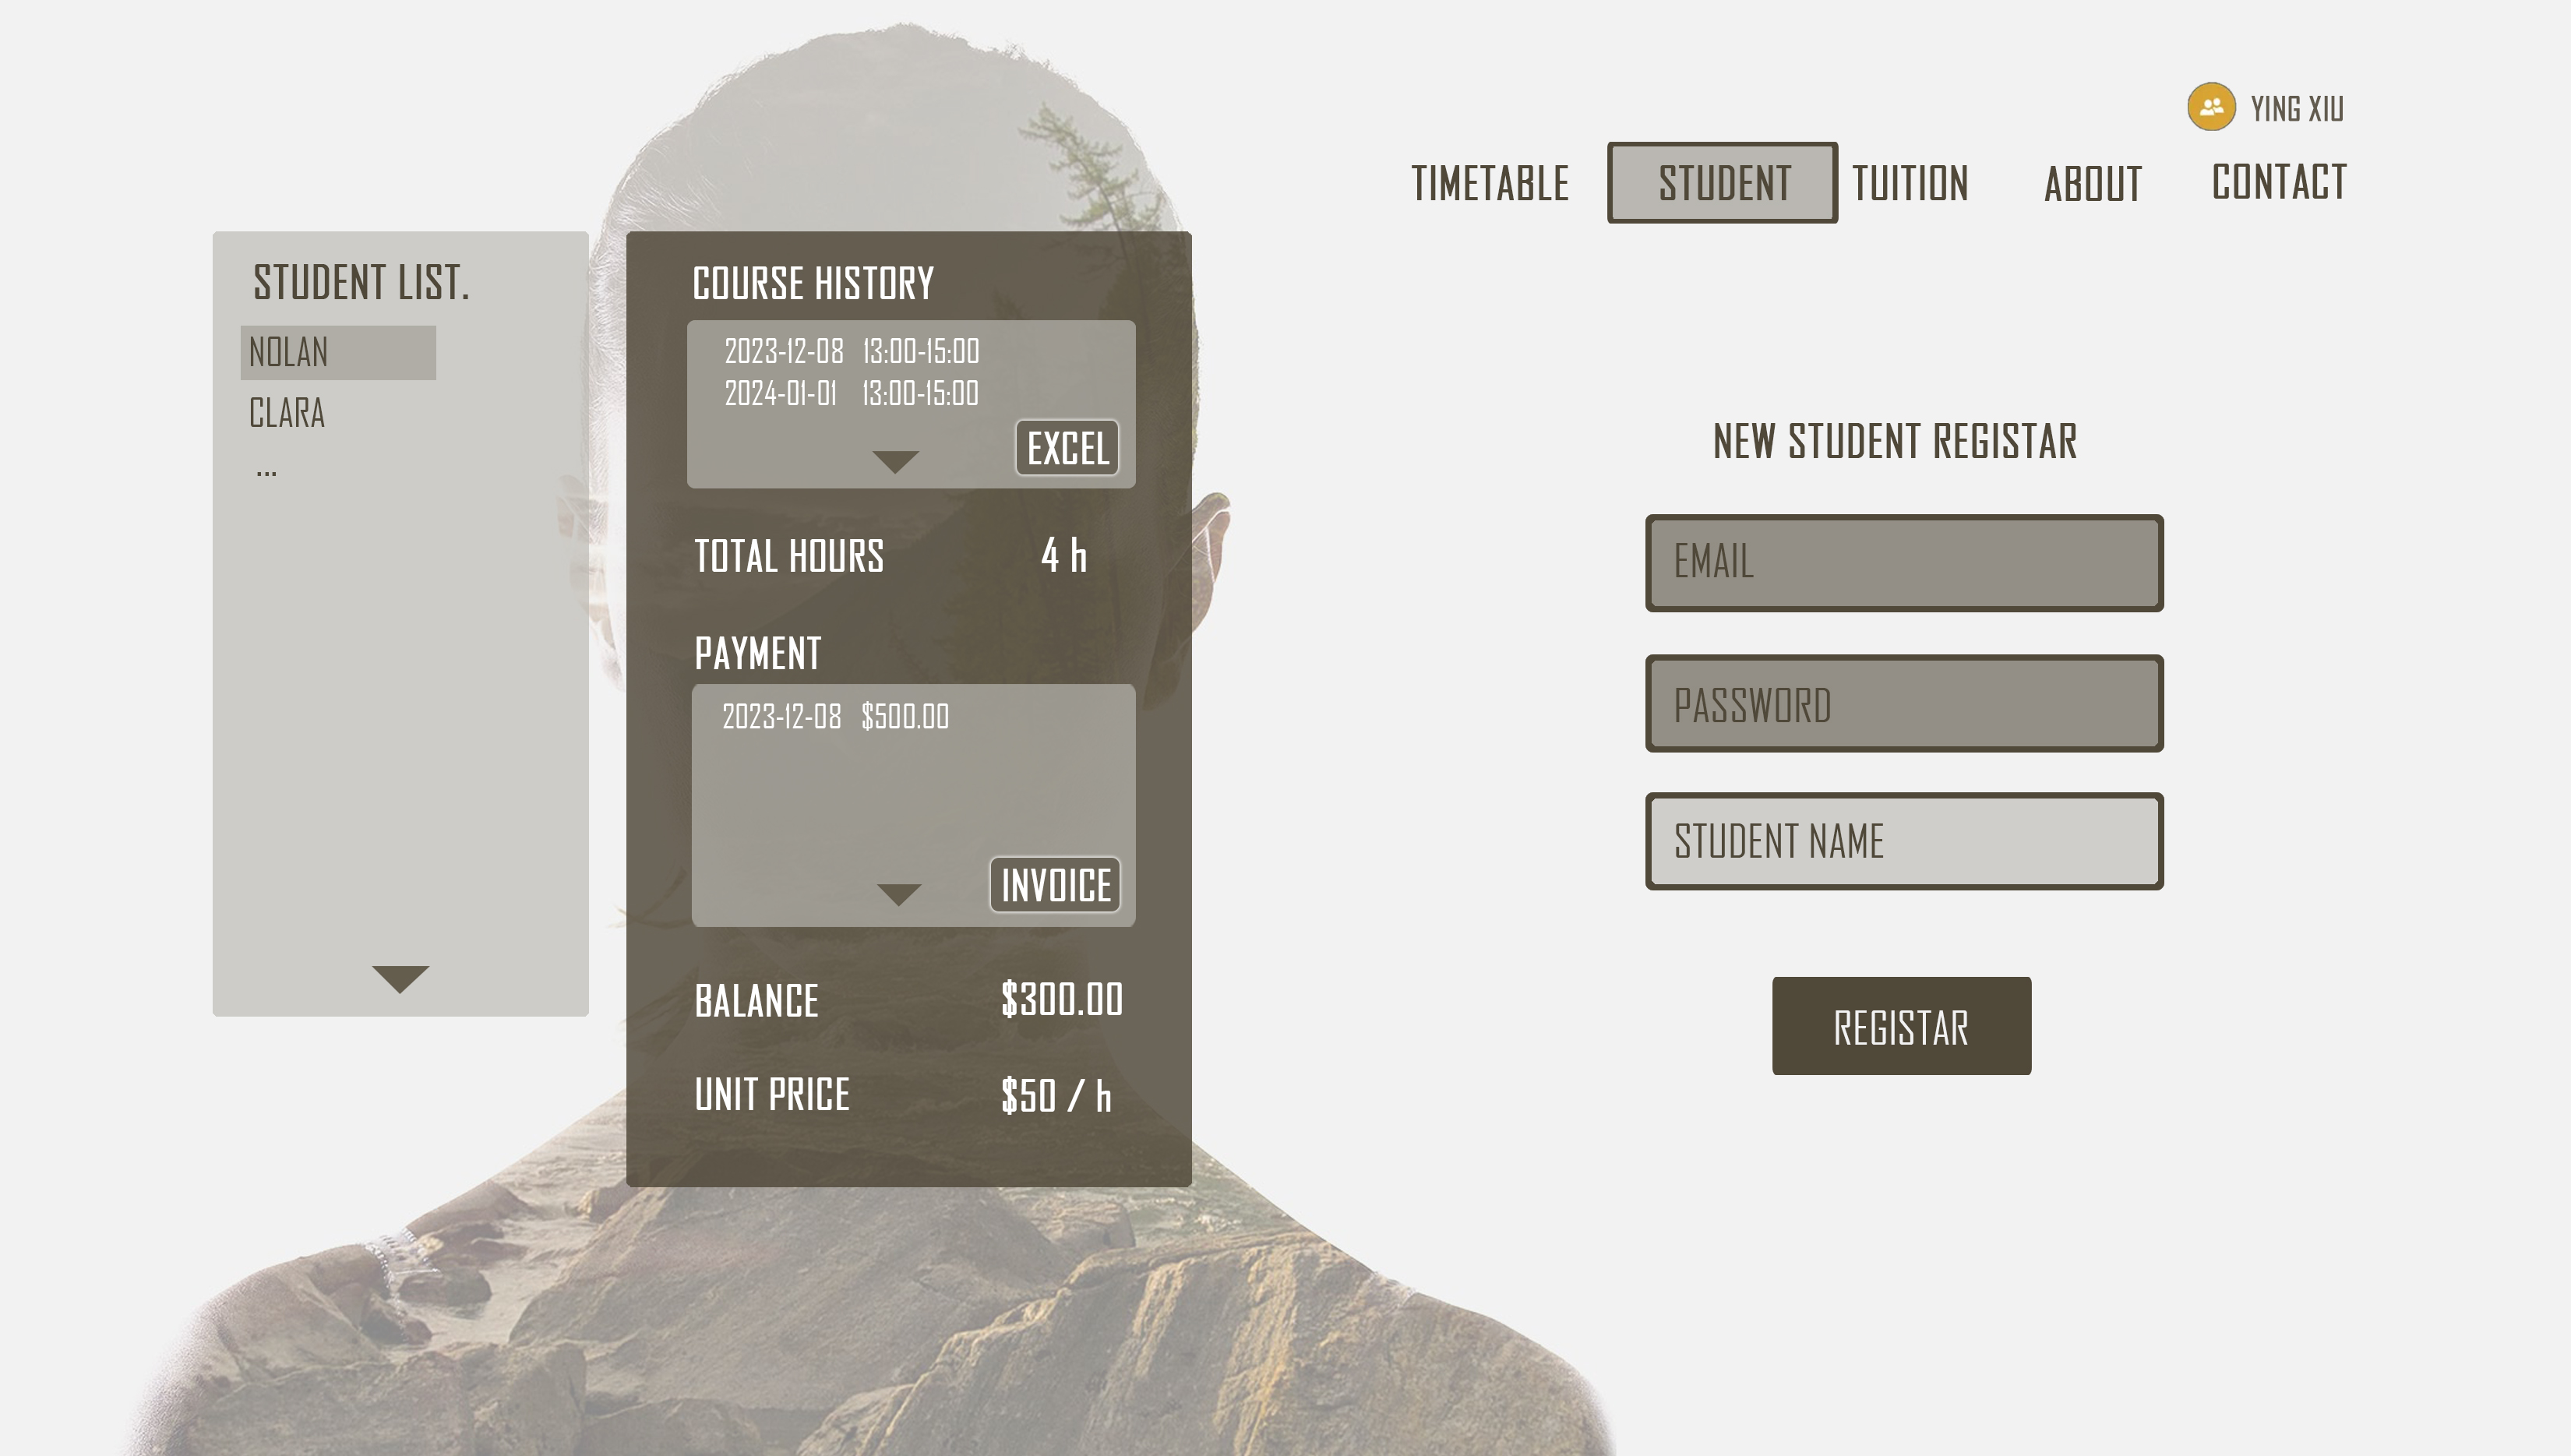 YING XIU
TIMETABLE STUDENT TUITION ABOUT CONTACT
STUDENT LIST.
NOLAN
CLARA
...
COURSE HISTORY
2023-12-08 13:00-15:00
2024-01-01 13:00-15:00
EXCEL
TOTAL HOURS 4 h
PAYMENT
2023-12-08 $500.00
INVOICE
BALANCE $300.00
UNIT PRICE $50 / h
NEW STUDENT REGISTAR
EMAIL
PASSWORD
STUDENT NAME
REGISTAR